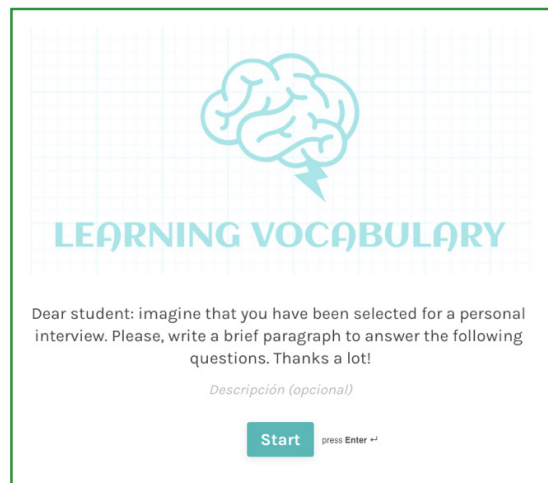 LEARNING VOCABULARY
Dear student: imagine that you have been selected for a personal
interview. Please, write a brief paragraph to answer the following
questions. Thanks a lot!
Descripción (opcional)
Start press Enter ↵